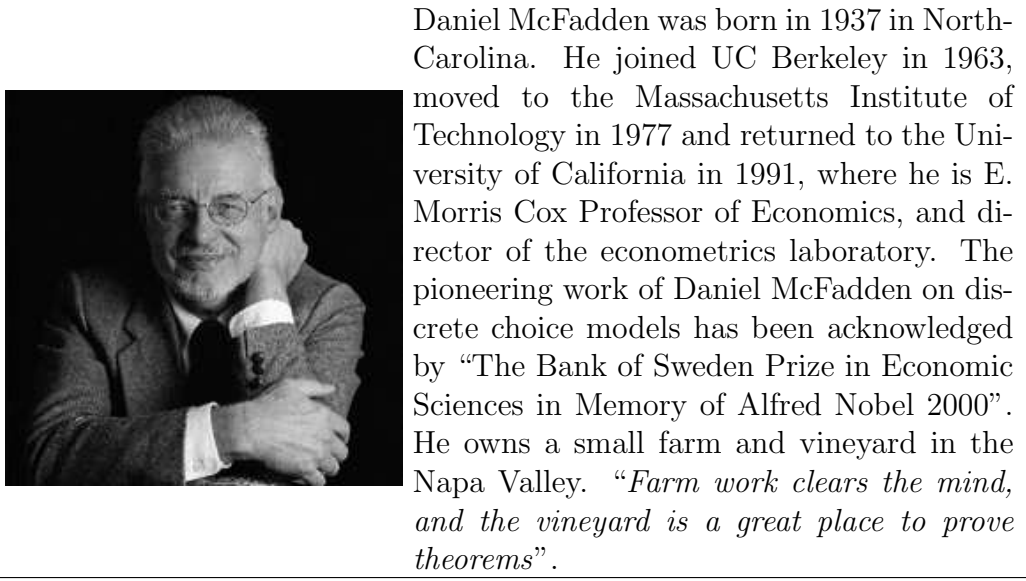 Daniel McFadden was born in 1937 in North-
Carolina. He joined UC Berkeley in 1963,
moved to the Massachusetts Institute of
Technology in 1977 and returned to the Uni-
versity of California in 1991, where he is E.
Morris Cox Professor of Economics, and di-
rector of the econometrics laboratory. The
pioneering work of Daniel McFadden on dis-
crete choice models has been acknowledged
by “The Bank of Sweden Prize in Economic
Sciences in Memory of Alfred Nobel 2000”.
He owns a small farm and vineyard in the
Napa Valley. “Farm work clears the mind,
and the vineyard is a great place to prove
theorems”.